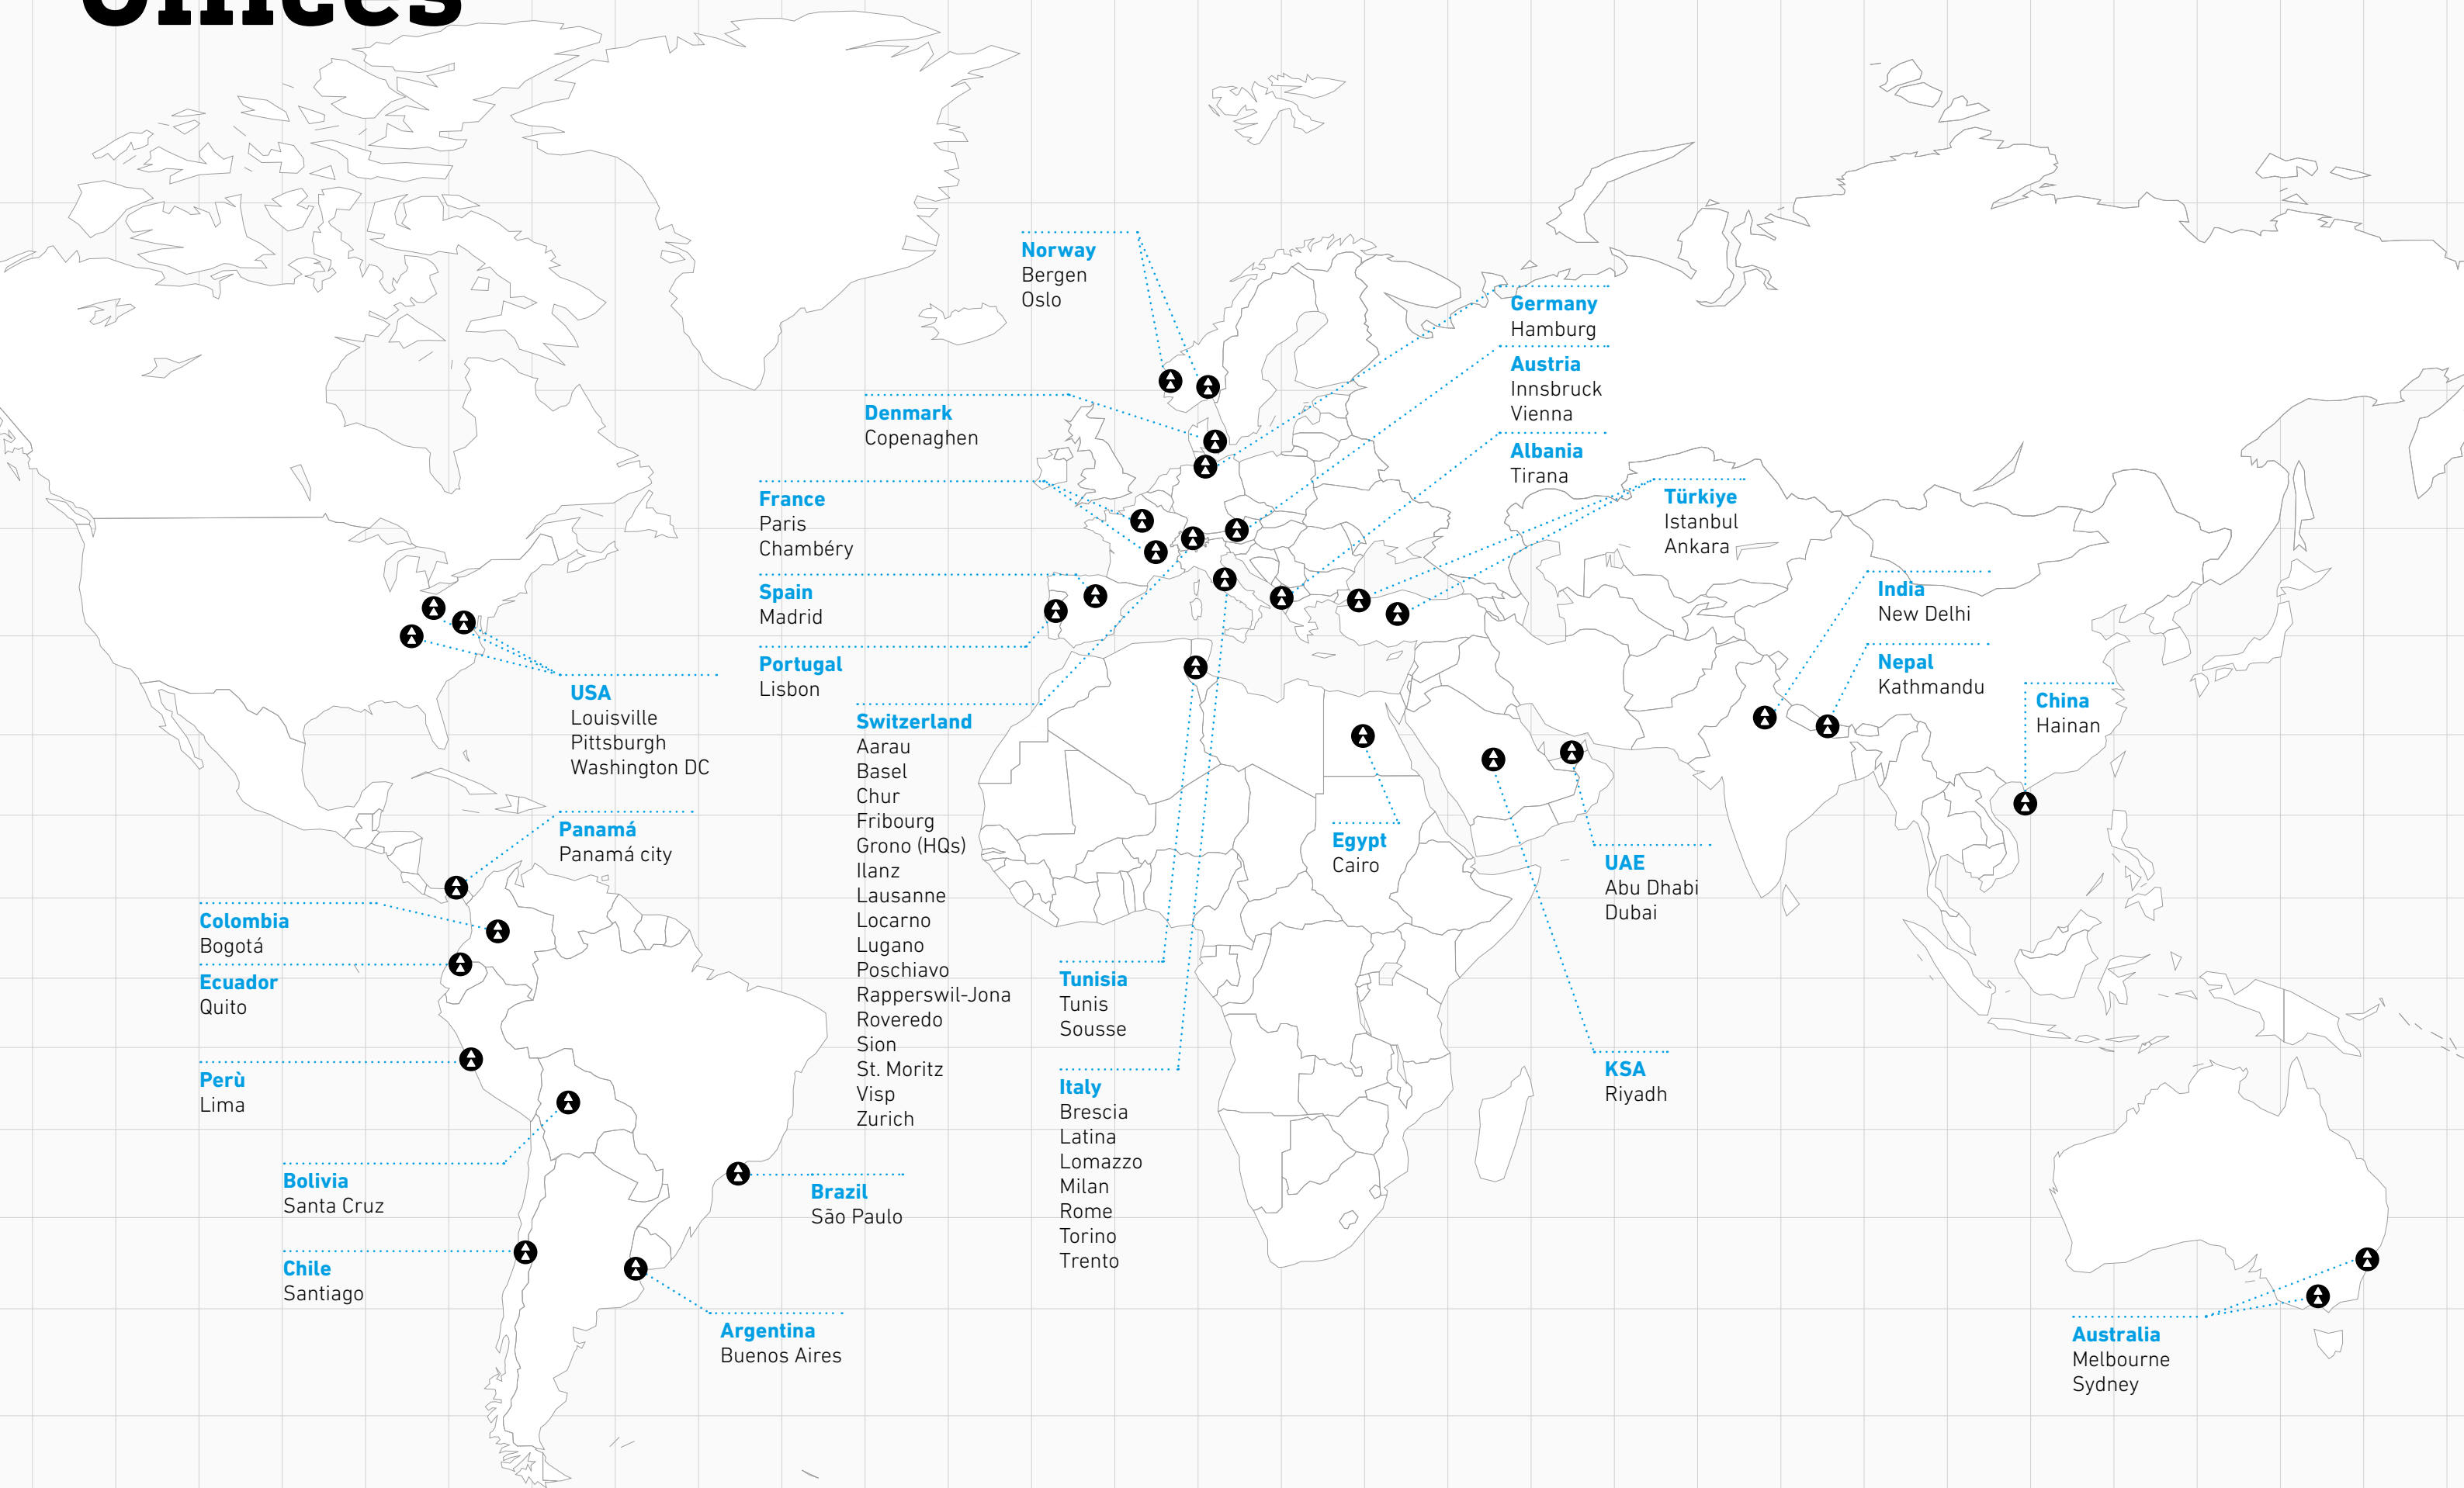 Offices
Norway
Bergen
Oslo
Germany
Hamburg
Austria
Innsbruck
Vienna
Denmark
Copenaghen
Albania
Tirana
France
Paris
Chambéry
Türkiye
Istanbul
Ankara
Spain
Madrid
India
New Delhi
Portugal
Lisbon
Nepal
Kathmandu
USA
Louisville
Pittsburgh
Washington DC
China
Hainan
Switzerland
Aarau
Basel
Chur
Fribourg
Grono (HQs)
Ilanz
Lausanne
Locarno
Lugano
Poschiavo
Rapperswil-Jona
Roveredo
Sion
St. Moritz
Visp
Zurich
Panamá
Panamá city
Egypt
Cairo
UAE
Abu Dhabi
Dubai
Colombia
Bogotá
Ecuador
Quito
Tunisia
Tunis
Sousse
Perù
Lima
Italy
Brescia
Latina
Lomazzo
Milan
Rome
Torino
Trento
KSA
Riyadh
Bolivia
Santa Cruz
Brazil
São Paulo
Chile
Santiago
Argentina
Buenos Aires
Australia
Melbourne
Sydney